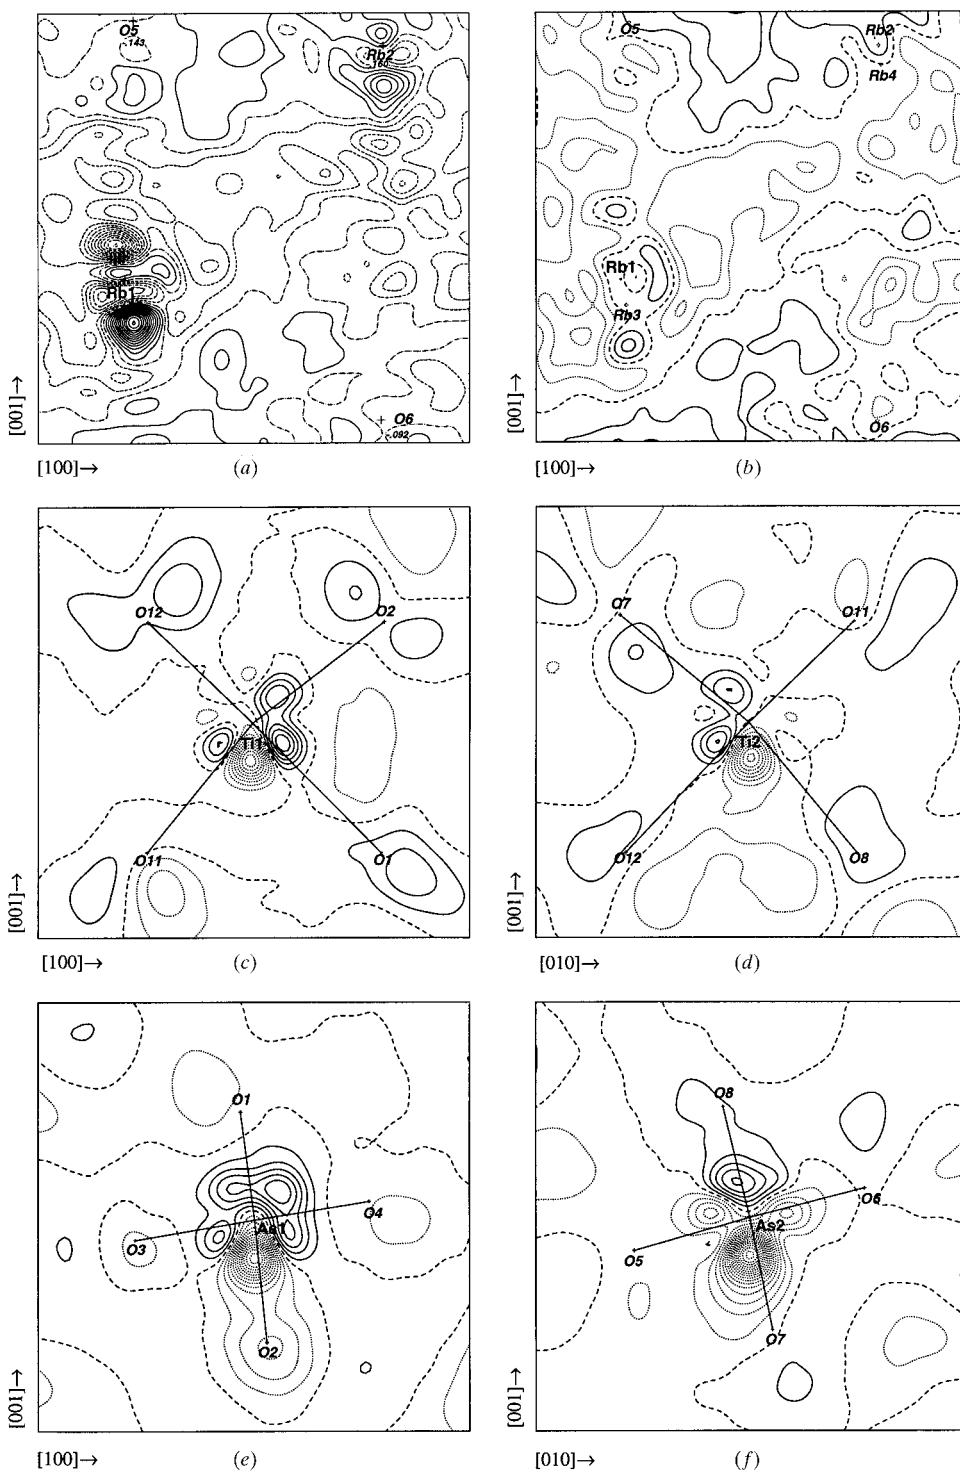 O5
.143
Rb2
.160
Rb1
O6
-.092
[001]→
[100]→
(a)
O5
Rb2
Rb4
Rb1
Rb3
O6
[001]→
[100]→
(b)
O12
O2
Ti1
O11
O1
[001]→
[100]→
(c)
O7
O11
Ti2
O12
O8
[001]→
[010]→
(d)
O1
O4
As1
O3
O2
[001]→
[100]→
(e)
O8
O6
As2
O5
O7
[001]→
[010]→
(f)